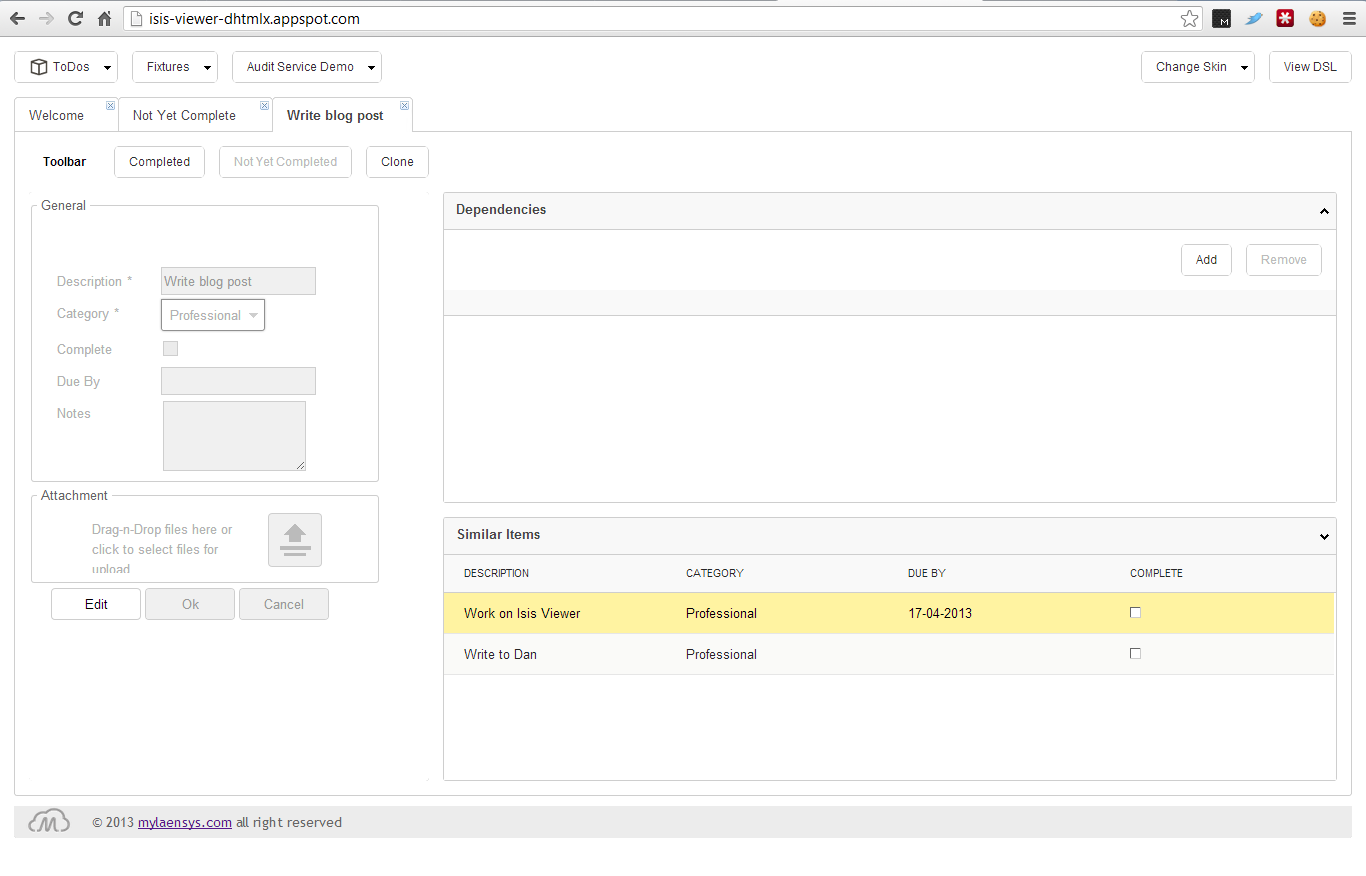 isis-viewer-dhtmlx.appspot.com
M
ToDos Fixtures Audit Service Demo Change Skin View DSL
Welcome Not Yet Complete Write blog post
Toolbar Completed Not Yet Completed Clone
General
Description * Write blog post
Category * Professional
Complete
Due By
Notes
Attachment
Drag-n-Drop files here or
click to select files for
upload
Edit Ok Cancel
Dependencies
Add Remove
Similar Items
DESCRIPTION CATEGORY DUE BY COMPLETE
Work on Isis Viewer Professional 17-04-2013
Write to Dan Professional
M © 2013 mylaensys.com all right reserved